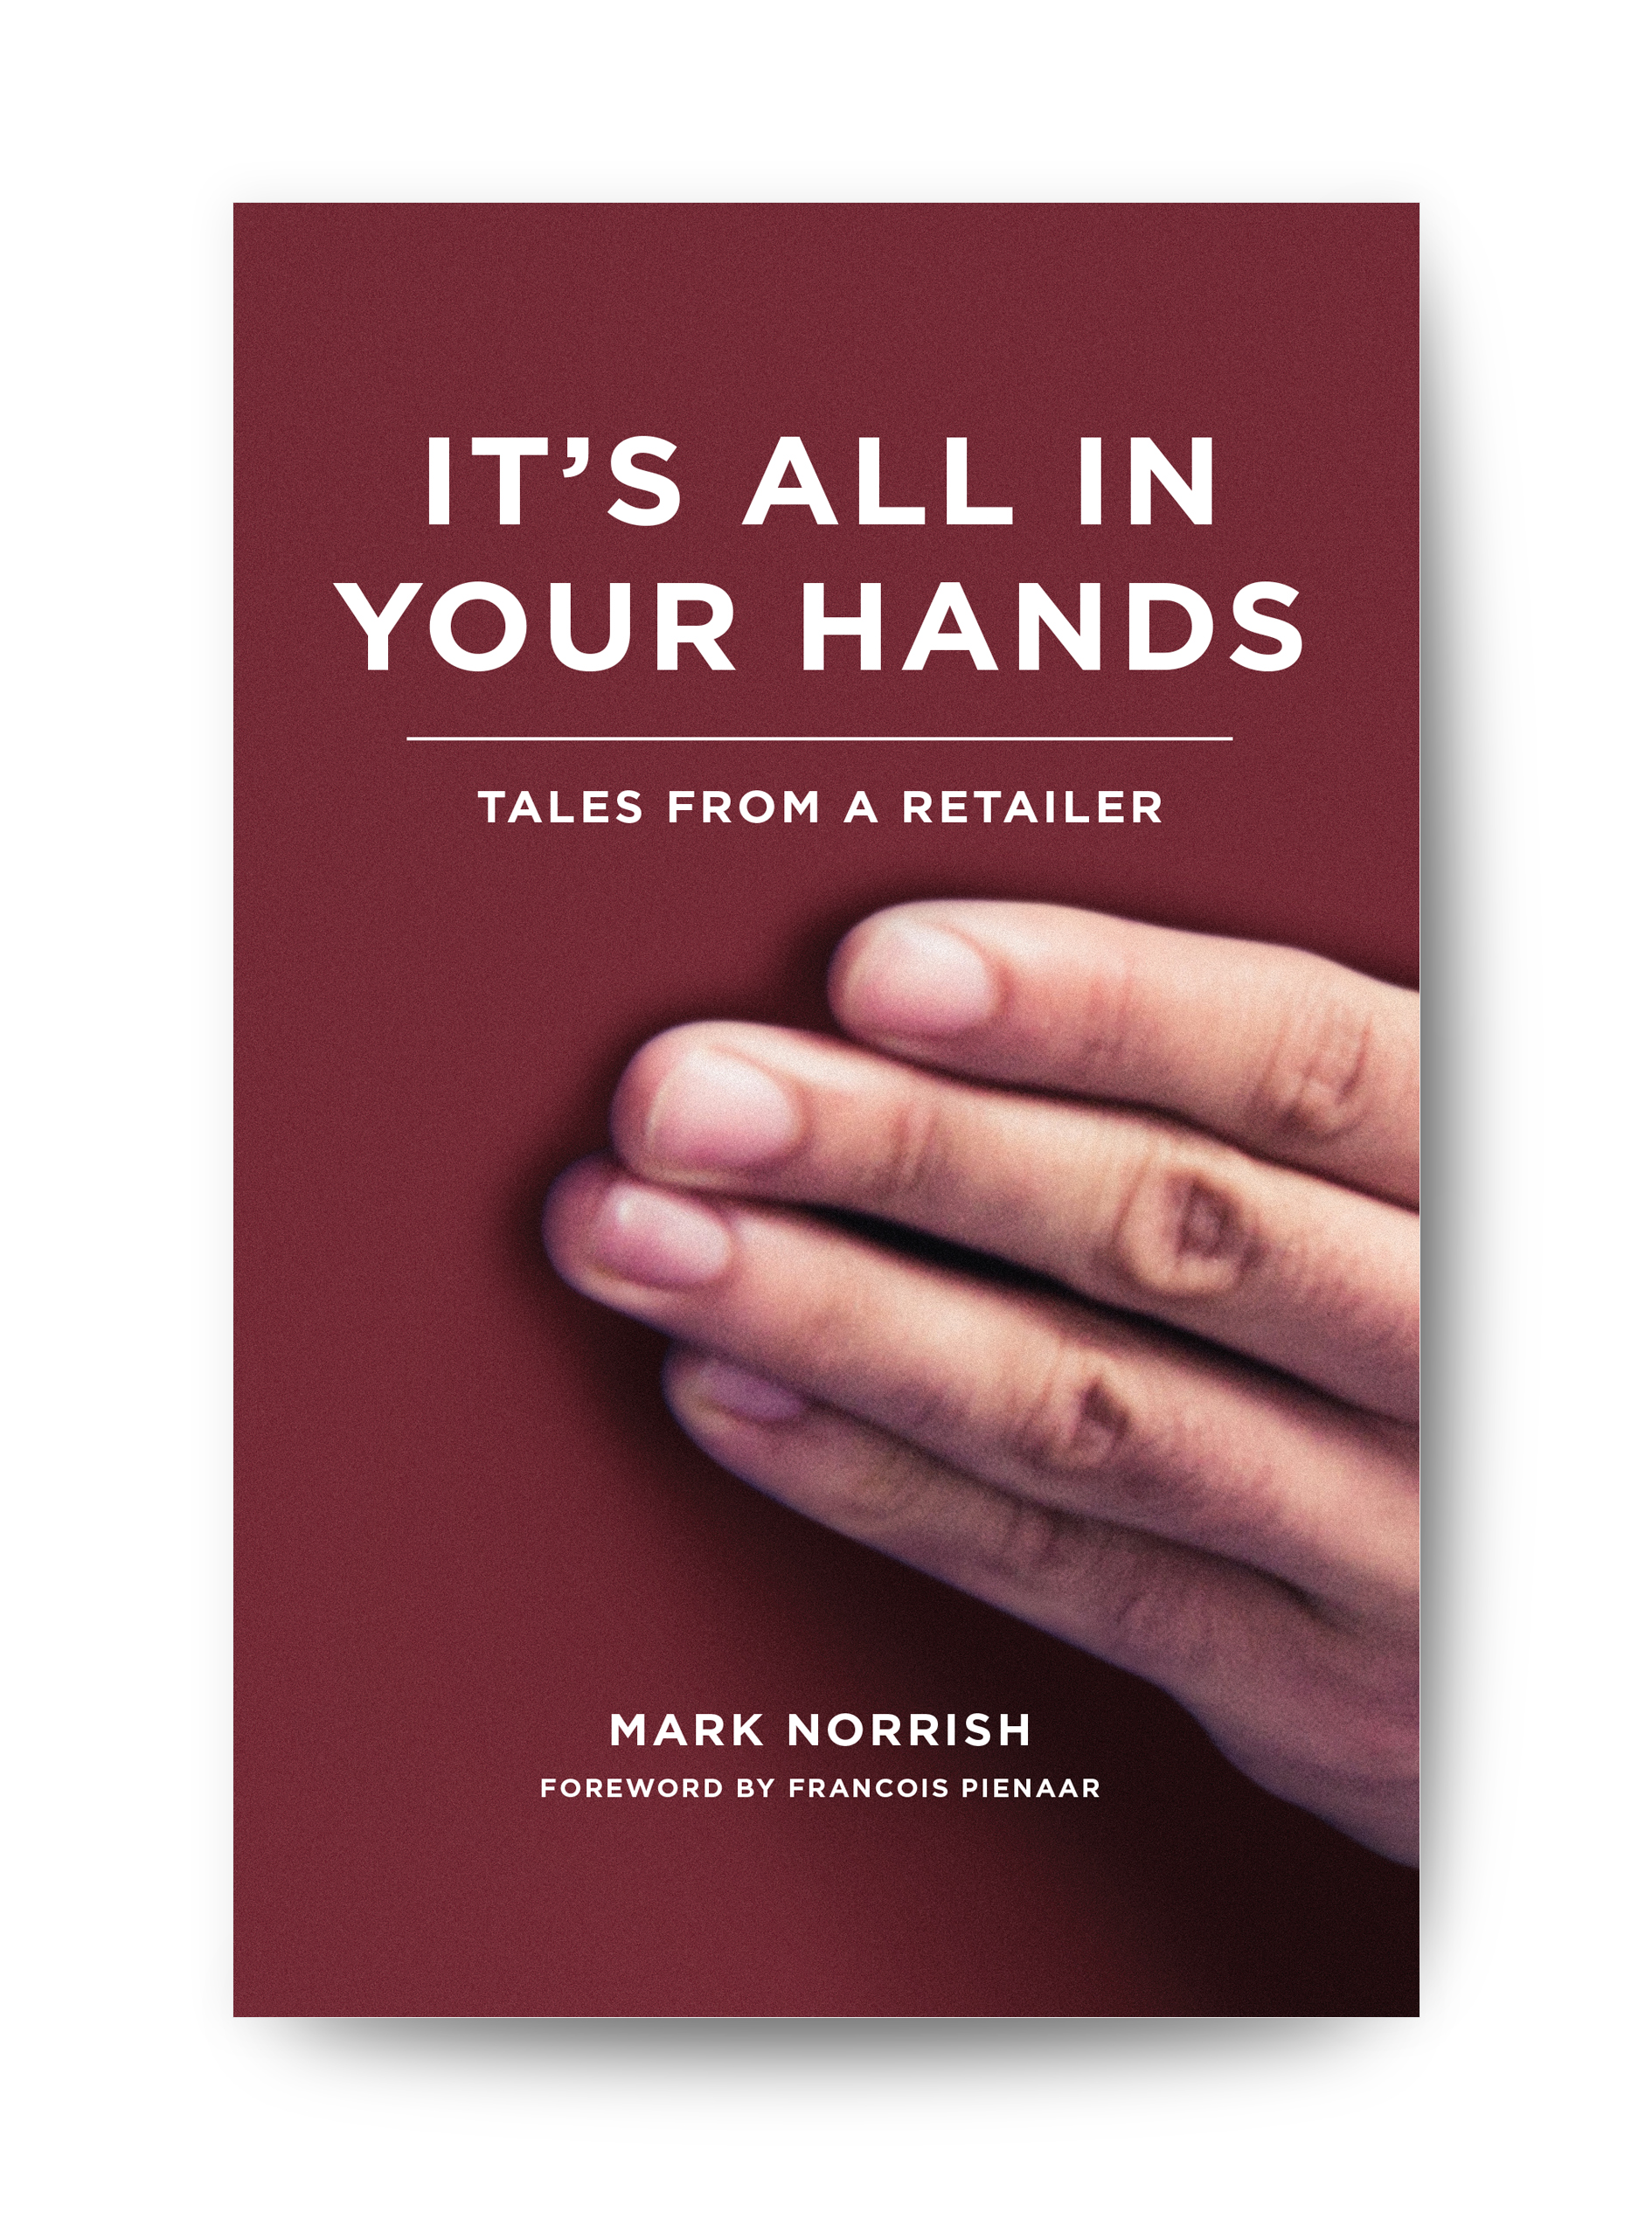 IT’S ALL IN
YOUR HANDS
TALES FROM A RETAILER
MARK NORRISH
FOREWORD BY FRANCOIS PIENAAR